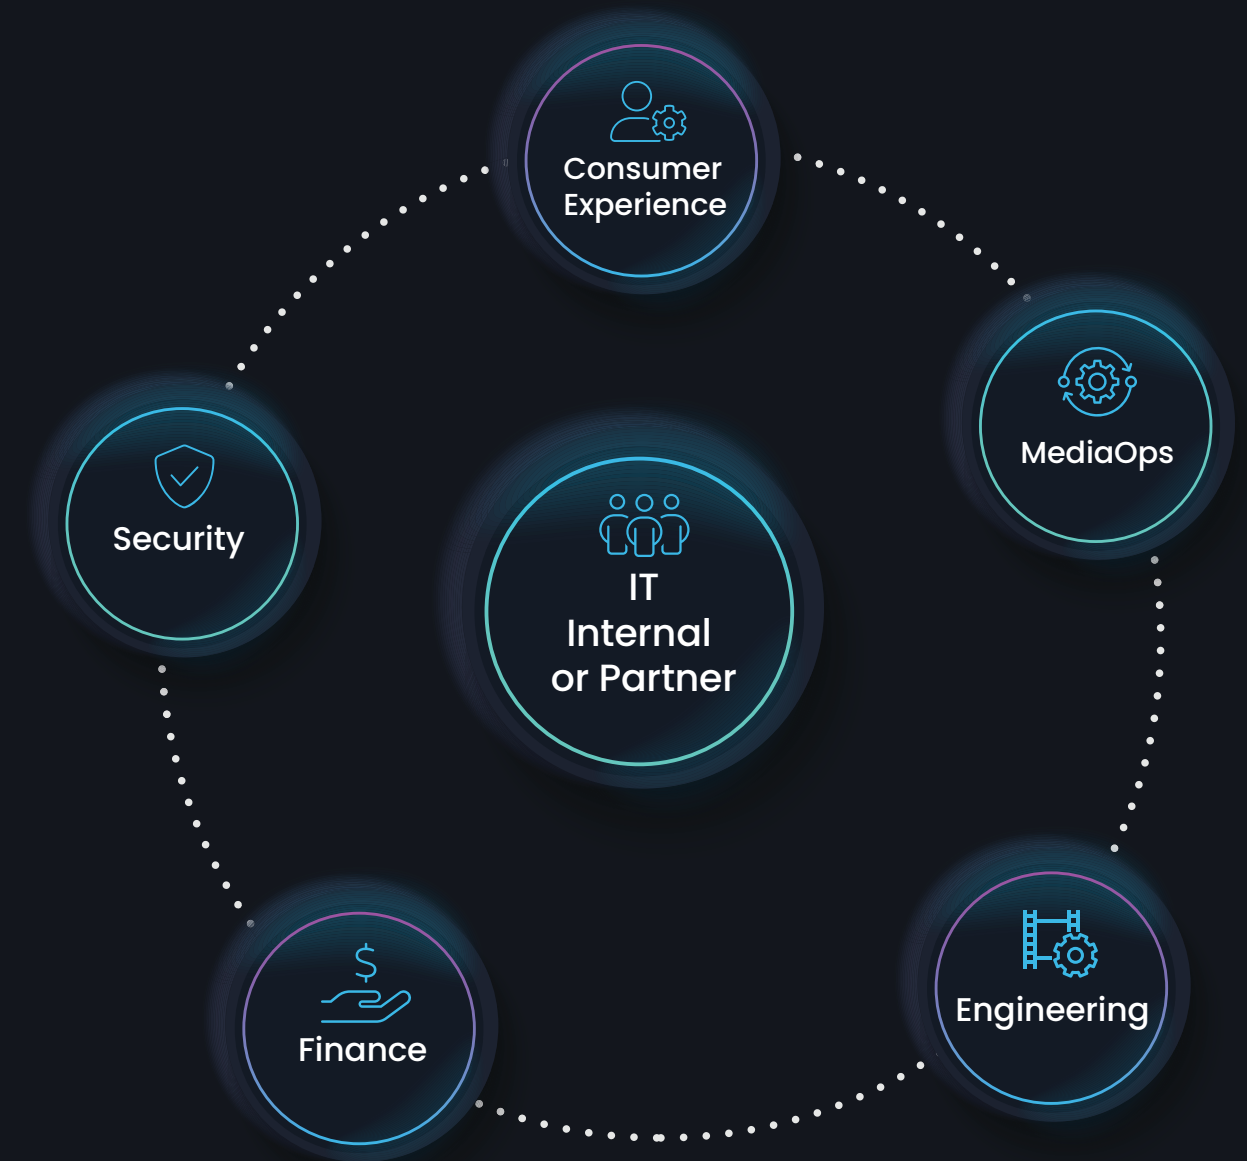 Consumer
Experience
MediaOps
Security
IT
Internal
or Partner
Engineering
Finance